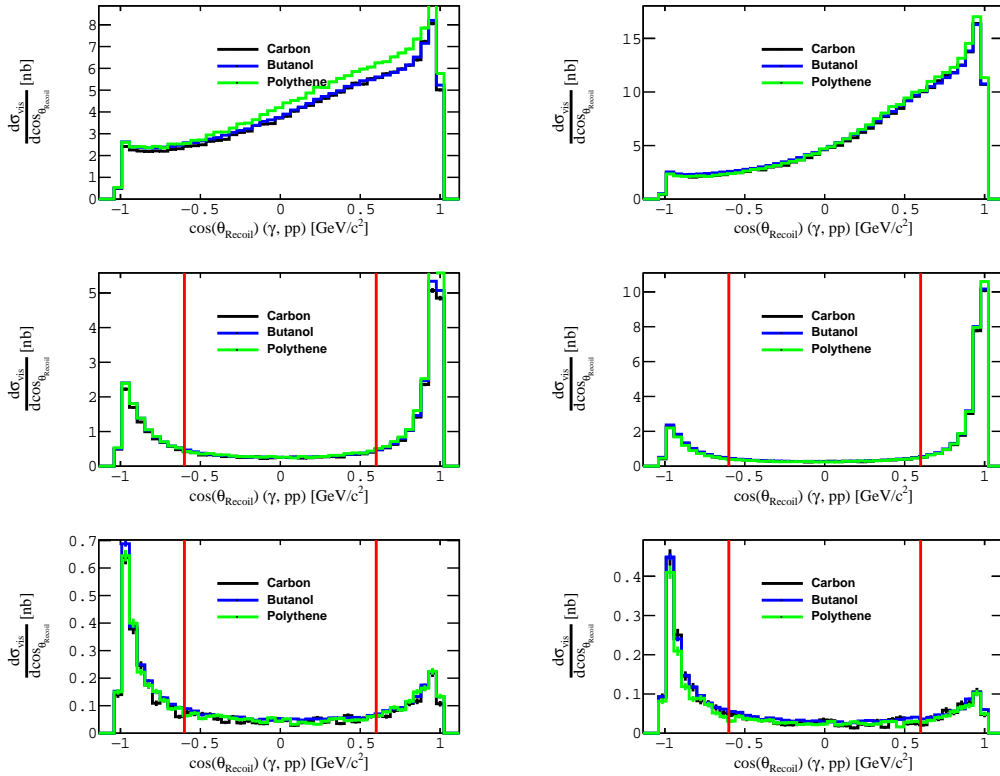 dσvis
dcosθRecoil
[nb]
8
7
6
5
4
3
2
1
0
Carbon
Butanol
Polythene
−1 −0.5 0 0.5 1
cos(θRecoil) (γ, pp) [GeV/c²]
dσvis
dcosθRecoil
[nb]
15
10
5
0
Carbon
Butanol
Polythene
−1 −0.5 0 0.5 1
cos(θRecoil) (γ, pp) [GeV/c²]
dσvis
dcosθRecoil
[nb]
5
4
3
2
1
0
Carbon
Butanol
Polythene
−1 −0.5 0 0.5 1
cos(θRecoil) (γ, pp) [GeV/c²]
dσvis
dcosθRecoil
[nb]
10
8
6
4
2
0
Carbon
Butanol
Polythene
−1 −0.5 0 0.5 1
cos(θRecoil) (γ, pp) [GeV/c²]
dσvis
dcosθRecoil
[nb]
0.7
0.6
0.5
0.4
0.3
0.2
0.1
0
Carbon
Butanol
Polythene
−1 −0.5 0 0.5 1
cos(θRecoil) (γ, pp) [GeV/c²]
dσvis
dcosθRecoil
[nb]
0.4
0.3
0.2
0.1
0
Carbon
Butanol
Polythene
−1 −0.5 0 0.5 1
cos(θRecoil) (γ, pp) [GeV/c²]